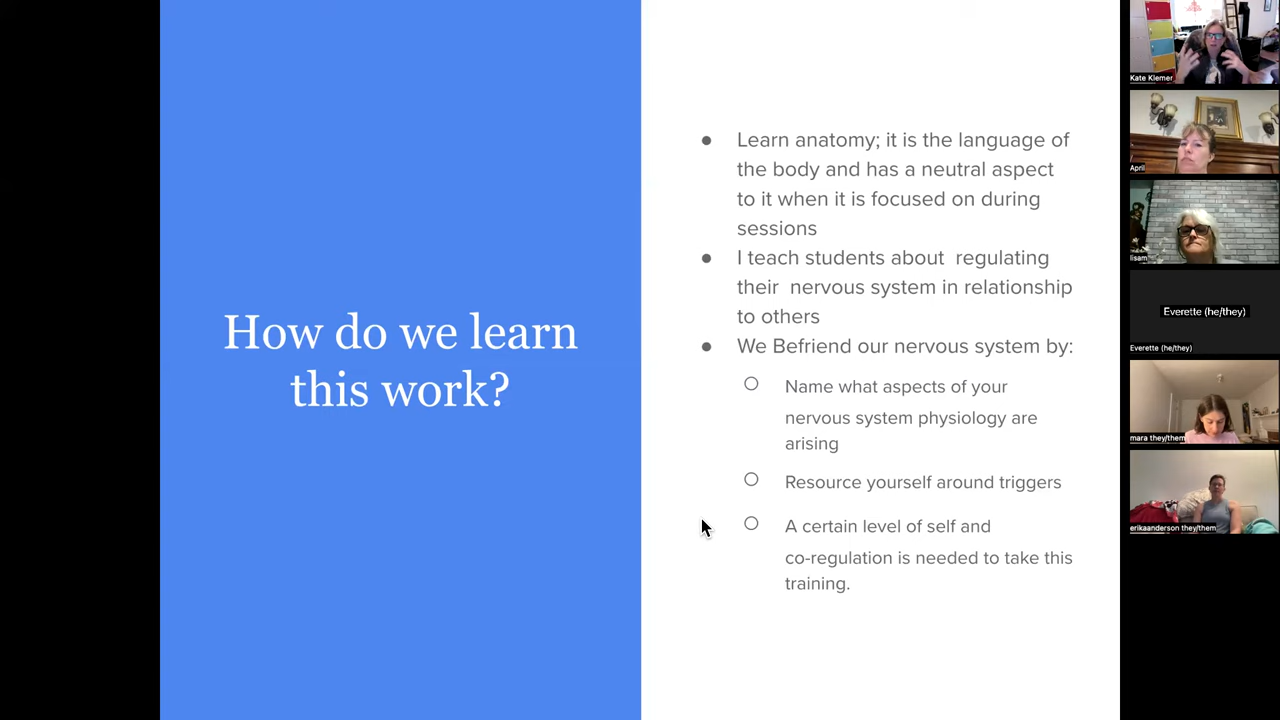 How do we learn
this work?
Learn anatomy; it is the language of
the body and has a neutral aspect
to it when it is focused on during
sessions
I teach students about  regulating
their  nervous system in relationship
to others
We Befriend our nervous system by:
Name what aspects of your
nervous system physiology are
arising
Resource yourself around triggers
A certain level of self and
co-regulation is needed to take this
training.
Kate Klemer
April
lisam
Everette (he/they)
Everette (he/they)
mara they/them
erikaanderson they/them